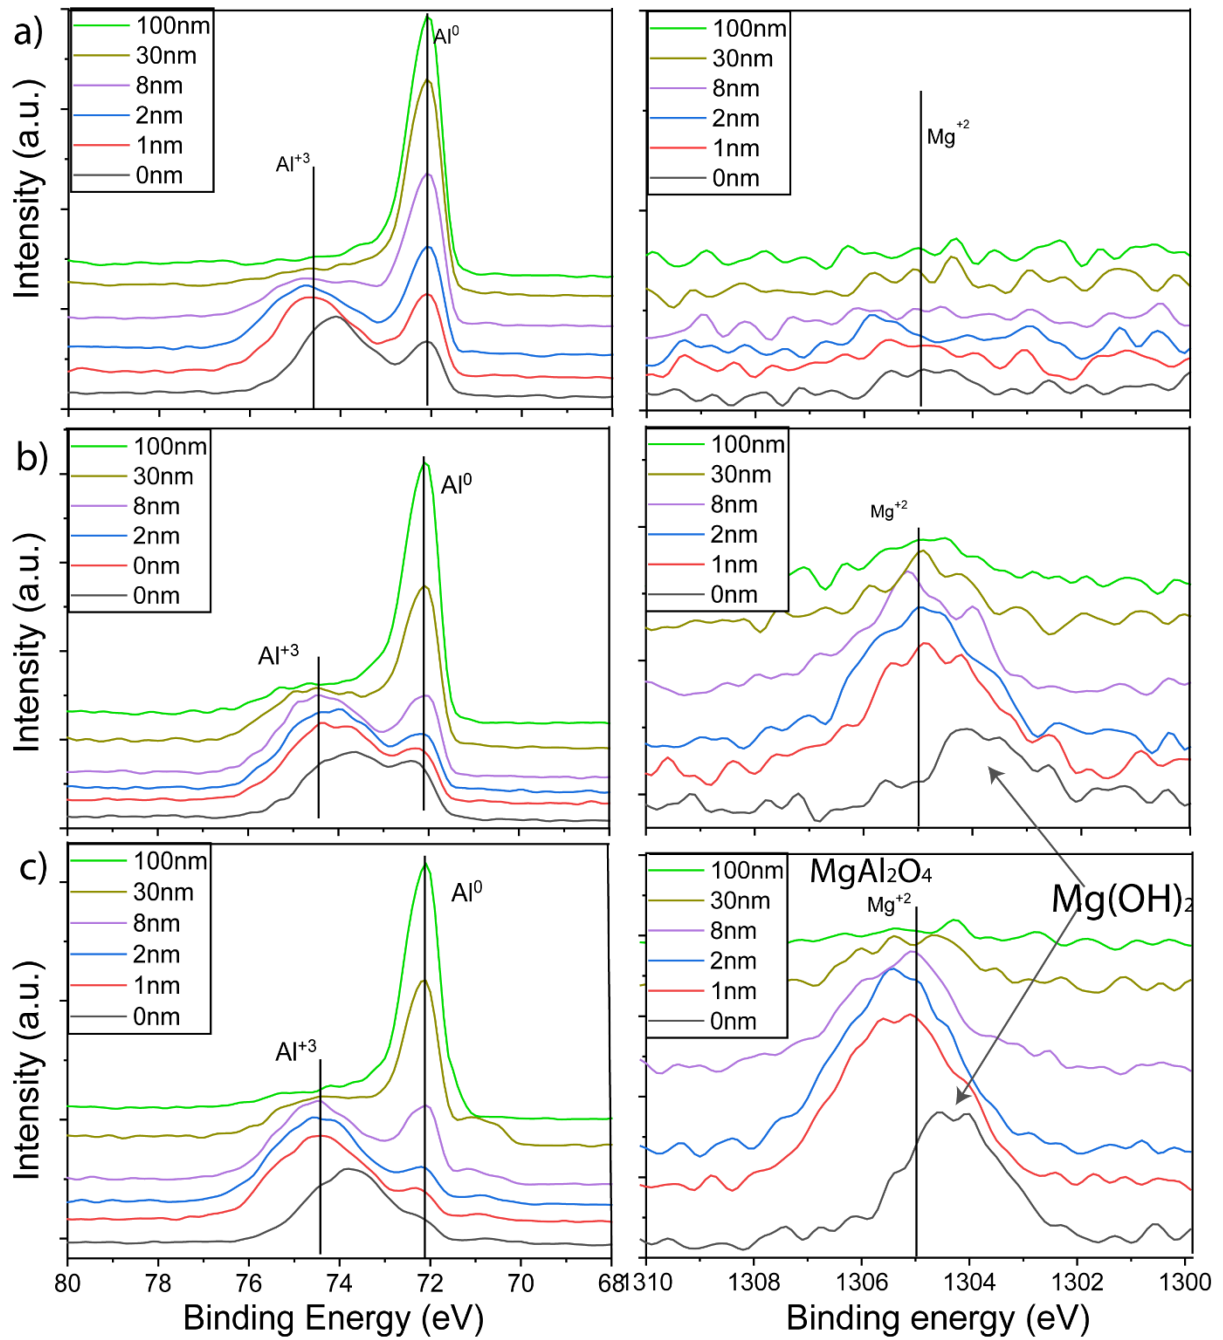 a)
100nm
30nm
8nm
2nm
1nm
0nm
Al⁰
Al⁺³
Intensity (a.u.)
100nm
30nm
8nm
2nm
1nm
0nm
Mg⁺²
b)
100nm
30nm
8nm
2nm
0nm
0nm
Al⁰
Al⁺³
Intensity (a.u.)
100nm
30nm
8nm
2nm
1nm
0nm
Mg⁺²
c)
100nm
30nm
8nm
2nm
1nm
0nm
Al⁰
Al⁺³
Intensity (a.u.)
80 78 76 74 72 70 68
Binding Energy (eV)
100nm
30nm
8nm
2nm
1nm
0nm
MgAl₂O₄
Mg⁺²
Mg(OH)₂
1310 1308 1306 1304 1302 1300
Binding energy (eV)